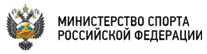 МИНИСТЕРСТВО СПОРТА
РОССИЙСКОЙ ФЕДЕРАЦИИ